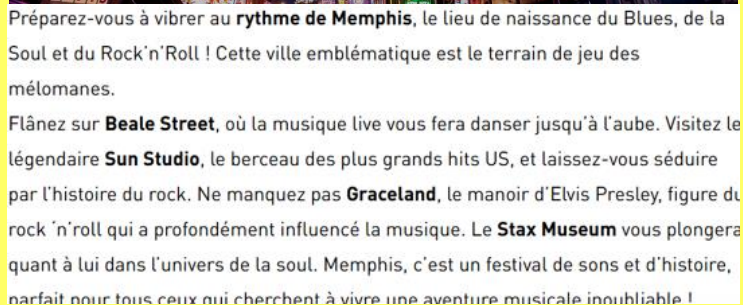 Préparez-vous à vibrer au rythme de Memphis, le lieu de naissance du Blues, de la
Soul et du Rock´n'Roll ! Cette ville emblématique est le terrain de jeu des
mélomanes.
Flânez sur Beale Street, où la musique live vous fera danser jusqu'à l'aube. Visitez le
légendaire Sun Studio, le berceau des plus grands hits US, et laissez-vous séduire
par l'histoire du rock. Ne manquez pas Graceland, le manoir d'Elvis Presley, figure du
rock ´n'roll qui a profondément influencé la musique. Le Stax Museum vous plongera
quant à lui dans l'univers de la soul. Memphis, c'est un festival de sons et d'histoire,
parfait pour tous ceux qui cherchent à vivre une aventure musicale inoubliable !